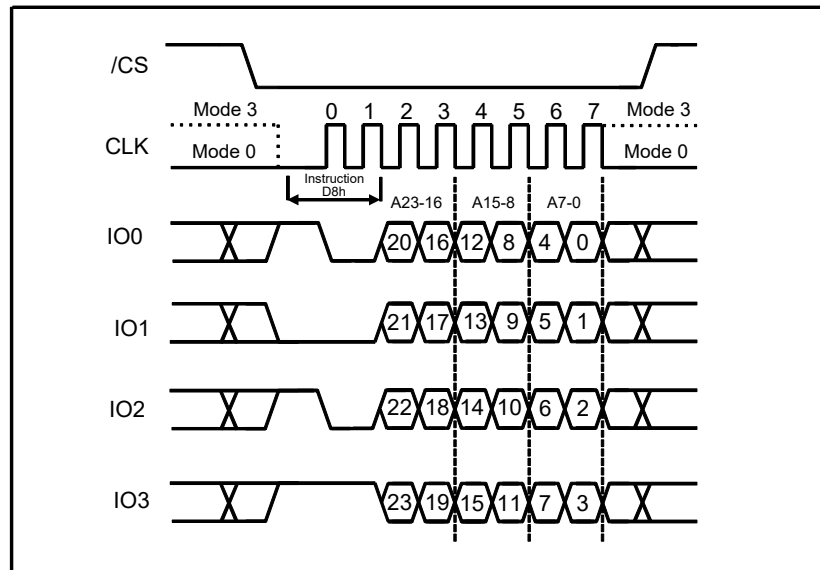 /CS
Mode 3 0 1 2 3 4 5 6 7 Mode 3
CLK
Mode 0 Mode 0
Instruction
D8h
A23-16 A15-8 A7-0
IO0 20 16 12 8 4 0
IO1 21 17 13 9 5 1
IO2 22 18 14 10 6 2
IO3 23 19 15 11 7 3